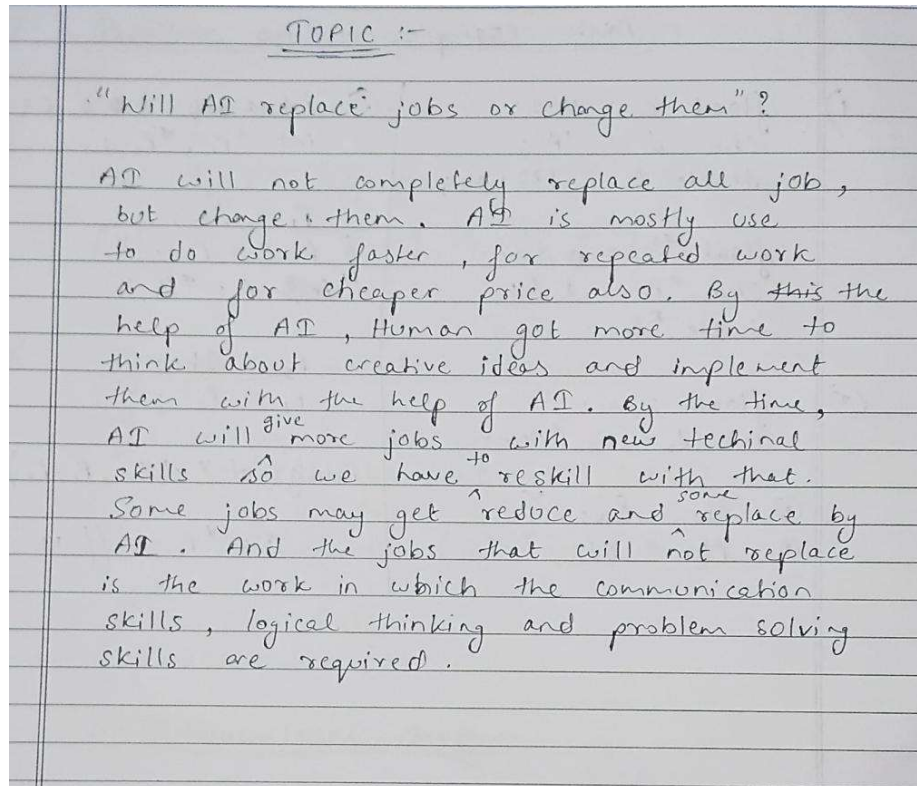 TOPIC :-
"Will AI replace jobs or change them"?
AI will not completely replace all job,
but change them. AI is mostly use
to do work faster, for repeated work
and for cheaper price also. By this the
help of AI, Human got more time to
think about creative ideas and implement
them with the help of AI. By the time,
AI will give more jobs with new techinal
skills so we have to reskill with that.
Some jobs may get reduce and some replace by
AI. And the jobs that will not replace
is the work in which the communication
skills, logical thinking and problem solving
skills are required.